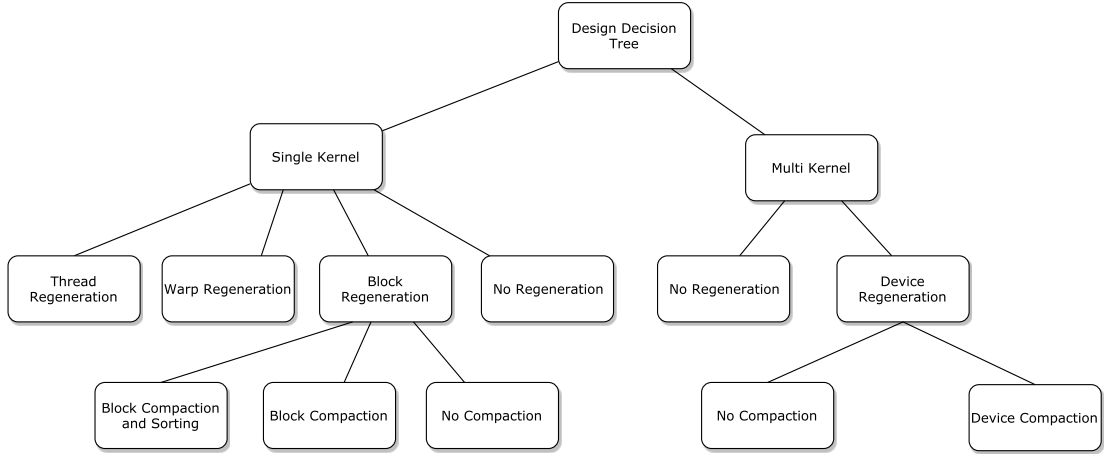 Design Decision
Tree
Single Kernel
Multi Kernel
Thread
Regeneration
Warp Regeneration
Block
Regeneration
No Regeneration
No Regeneration
Device
Regeneration
Block Compaction
and Sorting
Block Compaction
No Compaction
No Compaction
Device Compaction